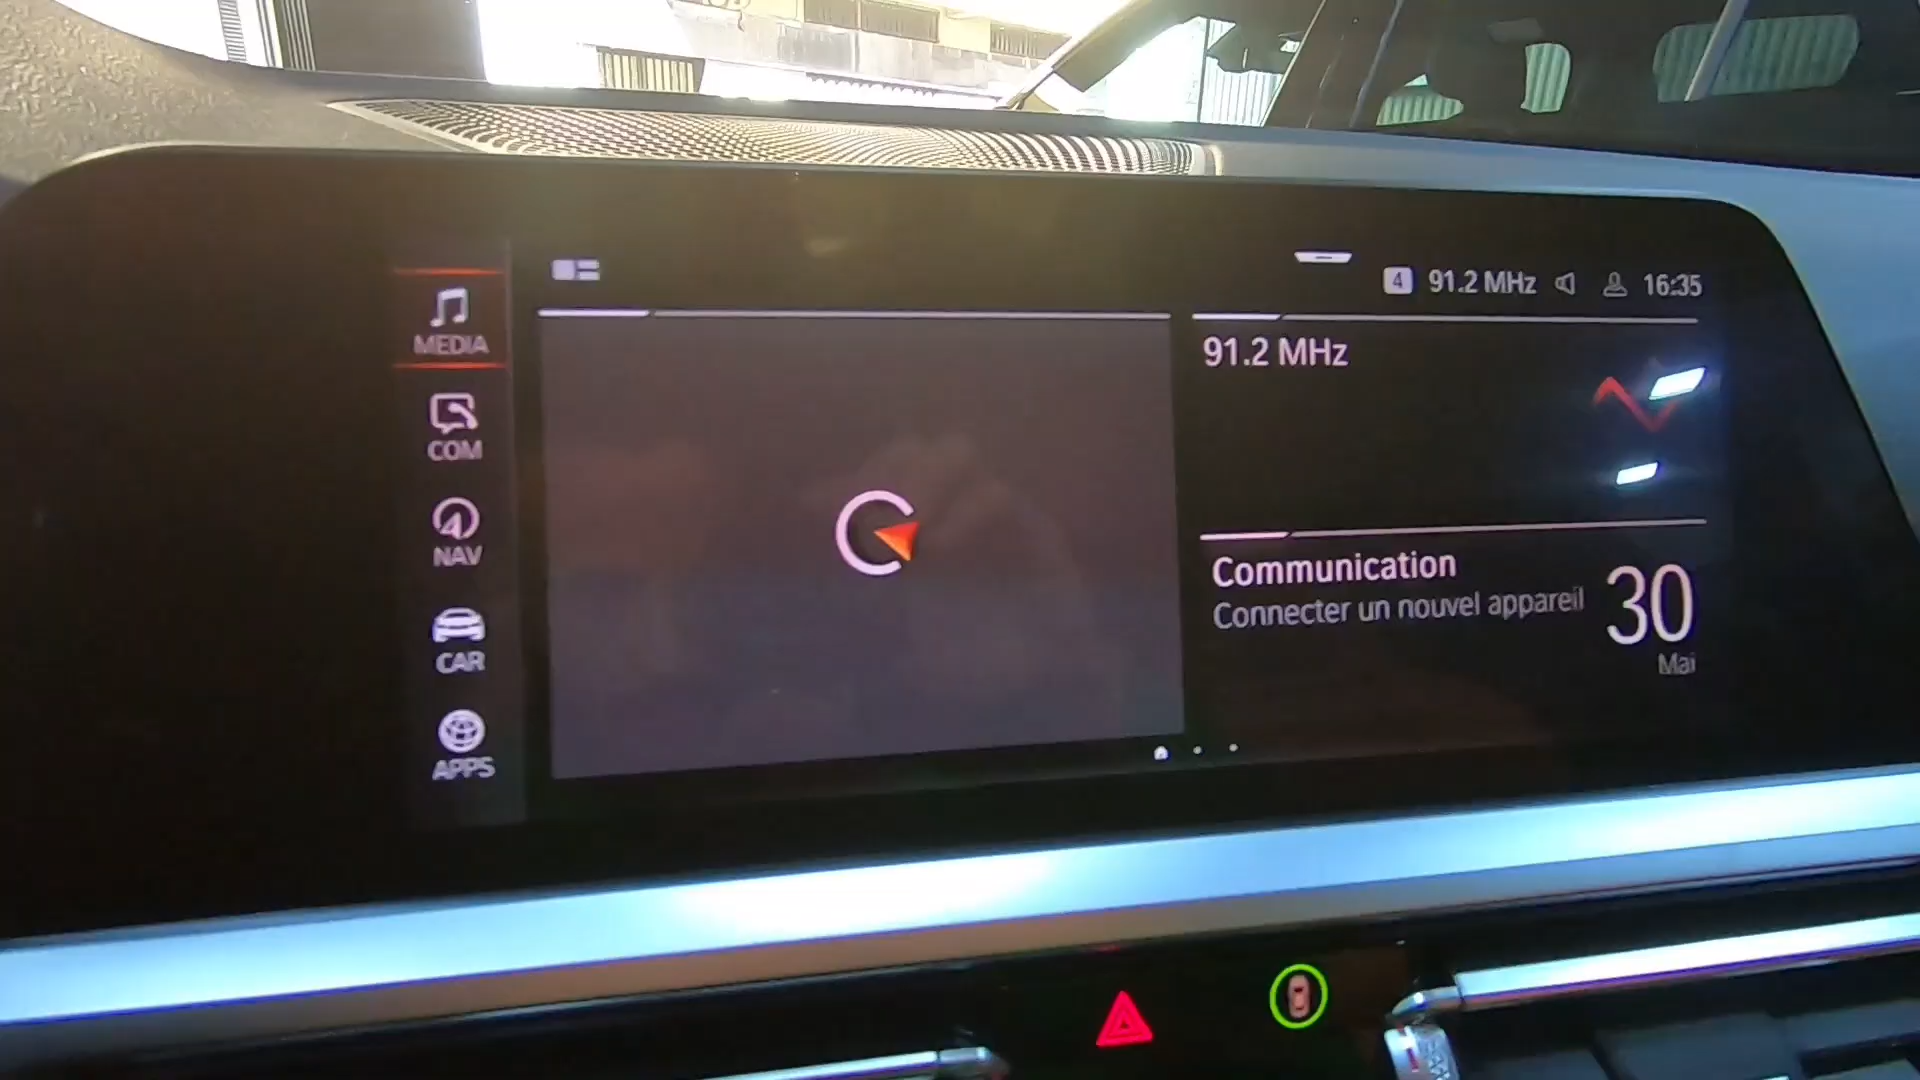 4 91.2 MHz 16:35
MEDIA
COM
NAV
CAR
APPS
91.2 MHz
Communication
Connecter un nouvel appareil
30
Mai